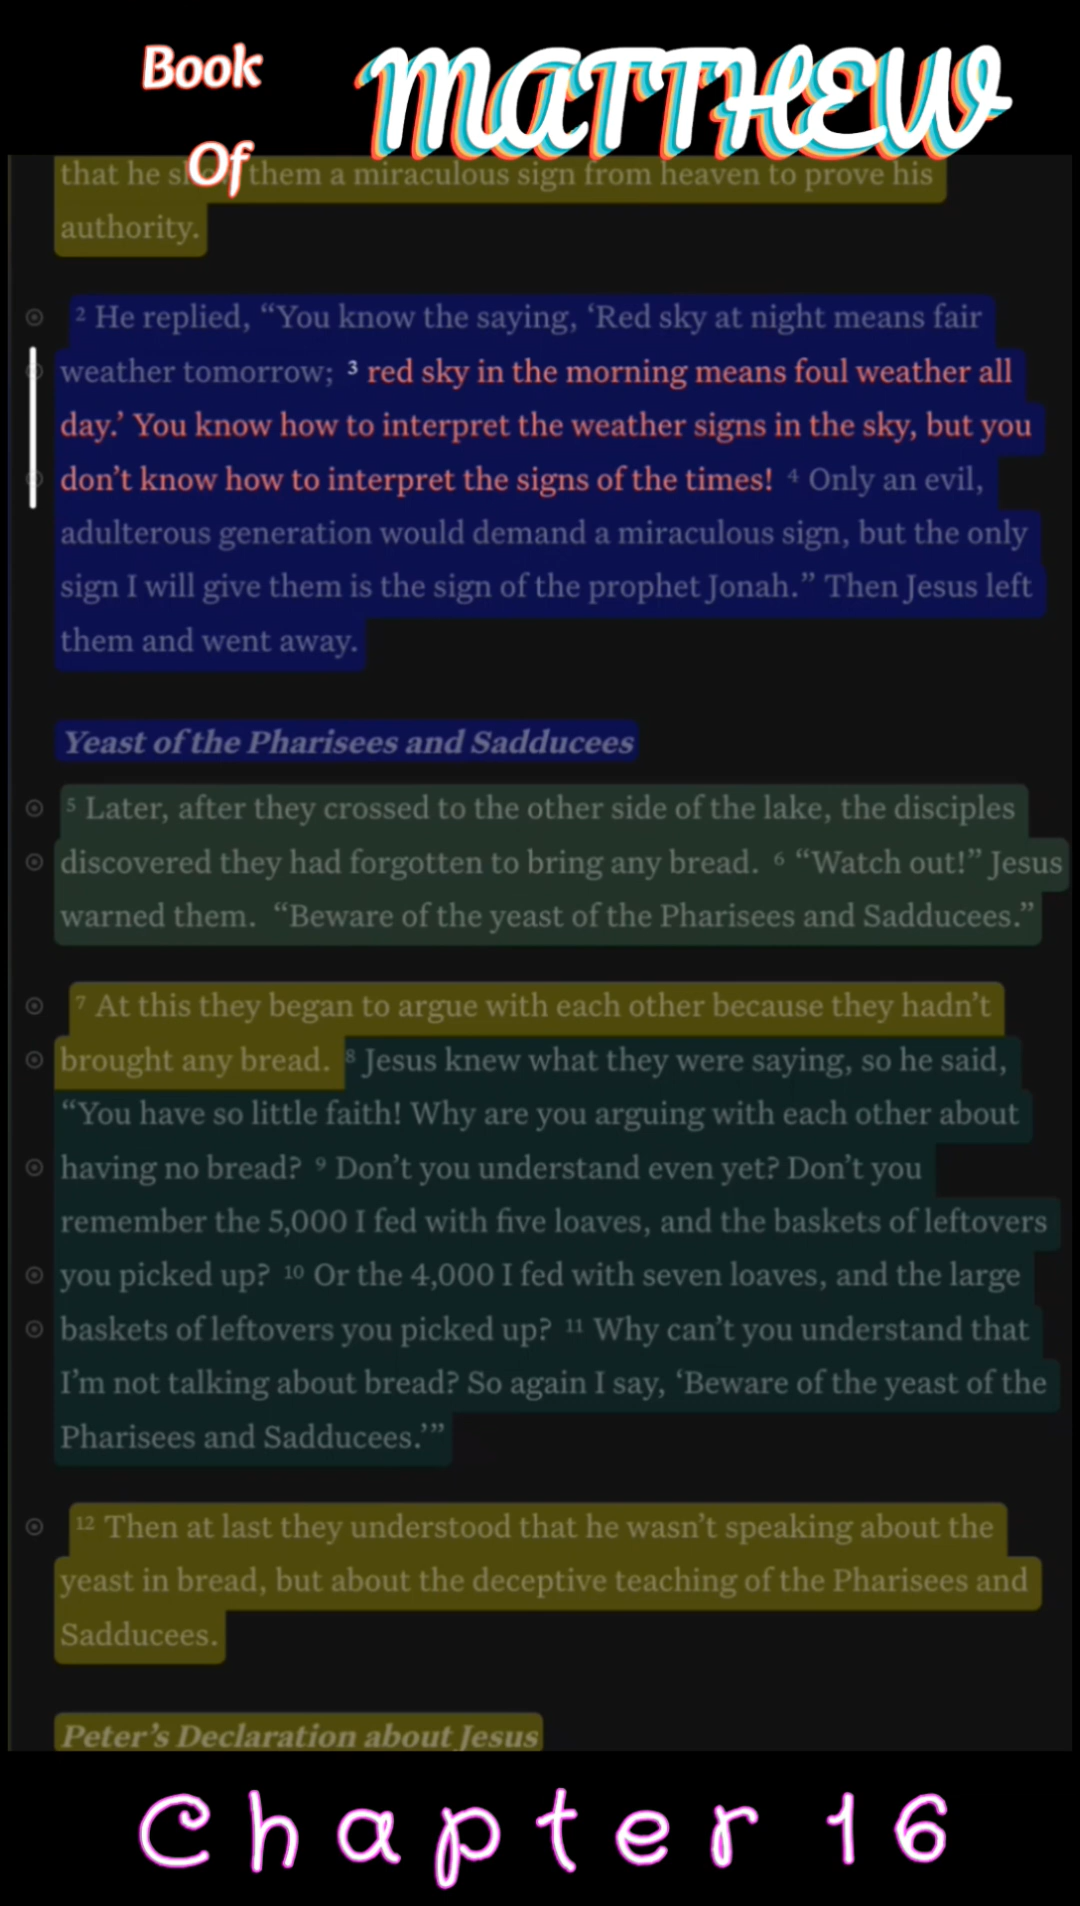 Book
Of
MATTHEW
that he them a miraculous sign from heaven to prove his
authority.
2 He replied, “You know the saying, ‘Red sky at night means fair
weather tomorrow; 3 red sky in the morning means foul weather all
day.’ You know how to interpret the weather signs in the sky, but you
don’t know how to interpret the signs of the times! 4 Only an evil,
adulterous generation would demand a miraculous sign, but the only
sign I will give them is the sign of the prophet Jonah.” Then Jesus left
them and went away.
Yeast of the Pharisees and Sadducees
5 Later, after they crossed to the other side of the lake, the disciples
discovered they had forgotten to bring any bread. 6 “Watch out!” Jesus
warned them. “Beware of the yeast of the Pharisees and Sadducees.”
7 At this they began to argue with each other because they hadn’t
brought any bread. 8 Jesus knew what they were saying, so he said,
“You have so little faith! Why are you arguing with each other about
having no bread? 9 Don’t you understand even yet? Don’t you
remember the 5,000 I fed with five loaves, and the baskets of leftovers
you picked up? 10 Or the 4,000 I fed with seven loaves, and the large
baskets of leftovers you picked up? 11 Why can’t you understand that
I’m not talking about bread? So again I say, ‘Beware of the yeast of the
Pharisees and Sadducees.’”
12 Then at last they understood that he wasn’t speaking about the
yeast in bread, but about the deceptive teaching of the Pharisees and
Sadducees.
Peter’s Declaration about Jesus
Chapter 16